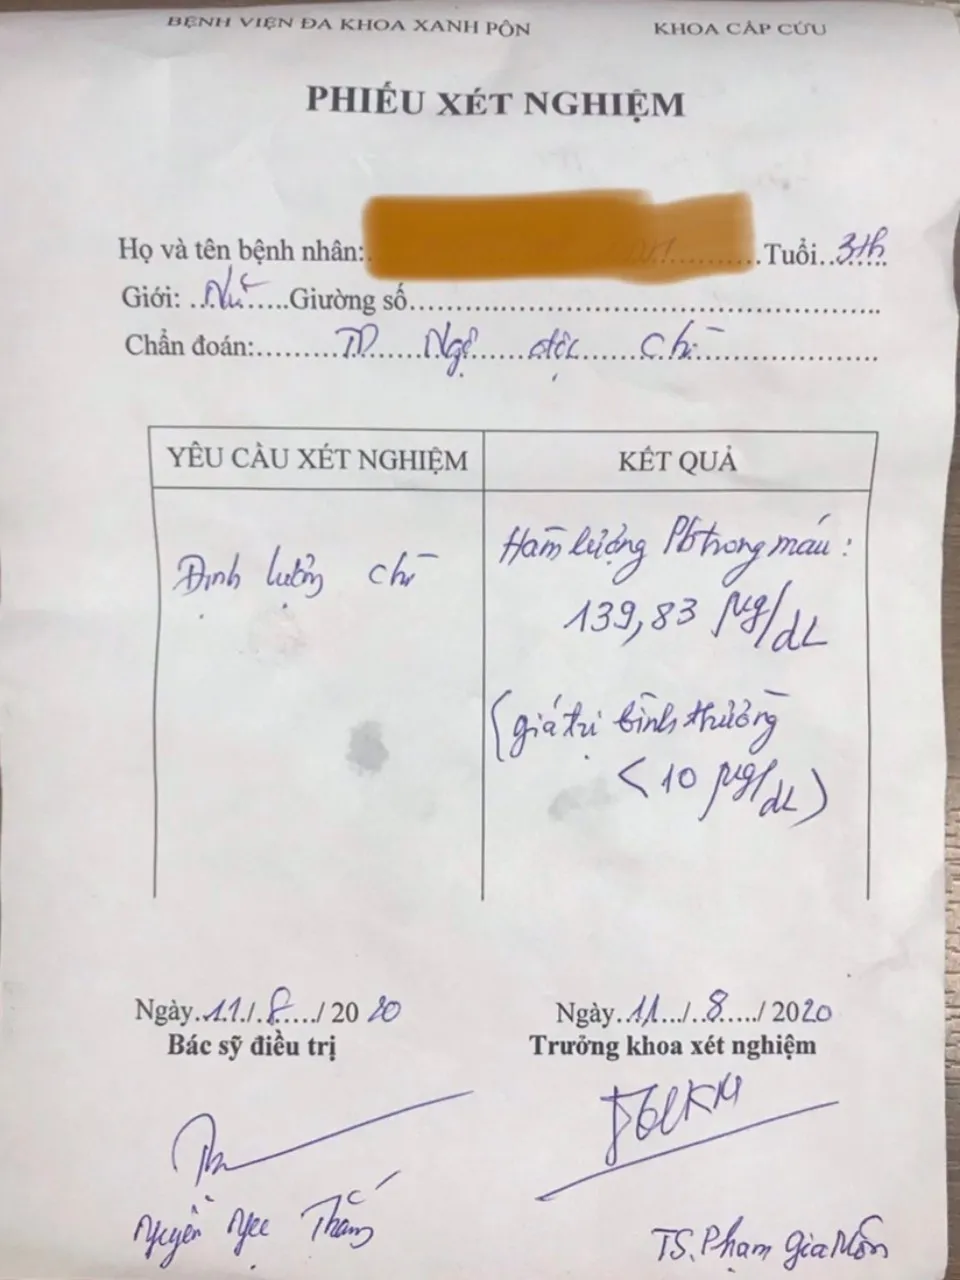 BỆNH VIỆN ĐA KHOA XANH PÔN KHOA CẤP CỨU
PHIẾU XÉT NGHIỆM
Họ và tên bệnh nhân: Tuổi 3th
Giới: Nữ Giường số
Chẩn đoán: TD Ngộ độc chì
YÊU CẦU XÉT NGHIỆM KẾT QUẢ
Định lượng chì
Hàm lượng Pb trong máu:
139,83 µg/dL
(giá trị bình thường
< 10 µg/dL)
Ngày 11/8/2020 Ngày 11/8/2020
Bác sỹ điều trị Trưởng khoa xét nghiệm
Nguyễn Thắng TS. Phạm Gia